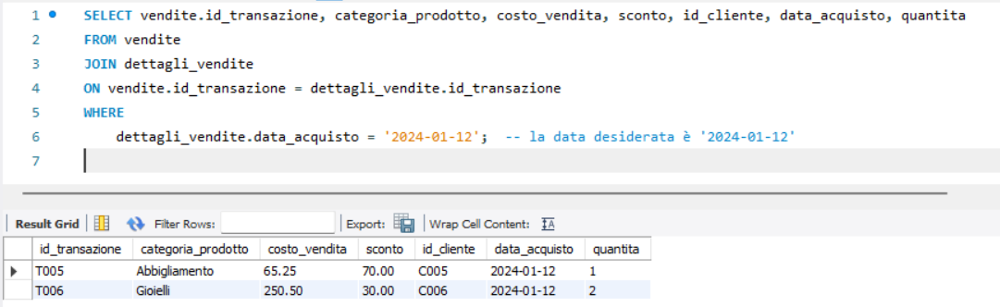 1 SELECT vendite.id_transazione, categoria_prodotto, costo_vendita, sconto, id_cliente, data_acquisto, quantita
2 FROM vendite
3 JOIN dettagli_vendite
4 ON vendite.id_transazione = dettagli_vendite.id_transazione
5 WHERE
6 dettagli_vendite.data_acquisto = '2024-01-12'; -- la data desiderata è '2024-01-12'
7
Result Grid Filter Rows: Export: Wrap Cell Content: IA
id_transazione categoria_prodotto costo_vendita sconto id_cliente data_acquisto quantita
T005 Abbigliamento 65.25 70.00 C005 2024-01-12 1
T006 Gioielli 250.50 30.00 C006 2024-01-12 2